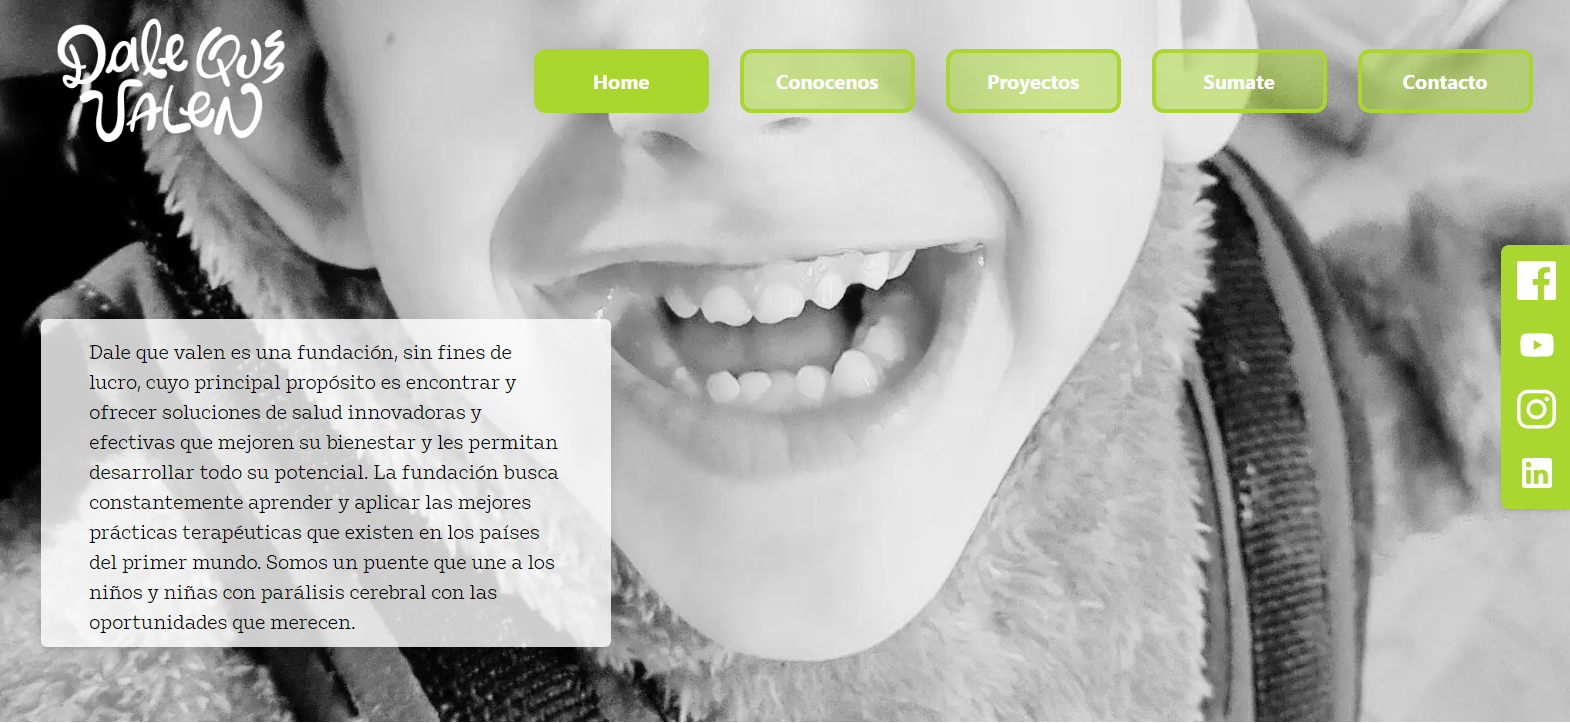 Dale Que
Valen
Home
Conocenos
Proyectos
Sumate
Contacto
Dale que valen es una fundación, sin fines de
lucro, cuyo principal propósito es encontrar y
ofrecer soluciones de salud innovadoras y
efectivas que mejoren su bienestar y les permitan
desarrollar todo su potencial. La fundación busca
constantemente aprender y aplicar las mejores
prácticas terapéuticas que existen en los países
del primer mundo. Somos un puente que une a los
niños y niñas con parálisis cerebral con las
oportunidades que merecen.
in